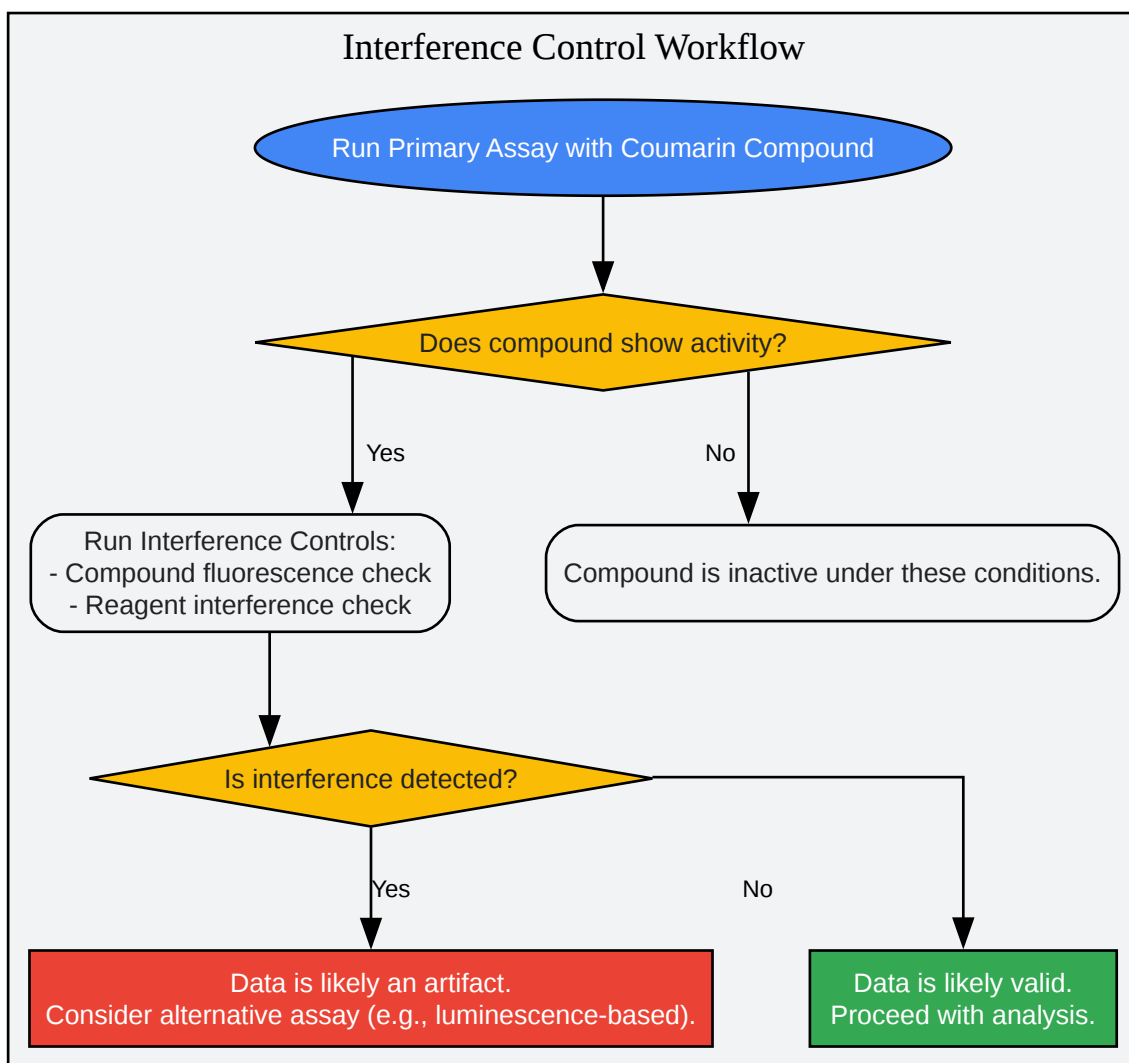 Interference Control Workflow
Run Primary Assay with Coumarin Compound
Does compound show activity?
Yes
No
Run Interference Controls:
- Compound fluorescence check
- Reagent interference check
Compound is inactive under these conditions.
Is interference detected?
Yes
No
Data is likely an artifact.
Consider alternative assay (e.g., luminescence-based).
Data is likely valid.
Proceed with analysis.